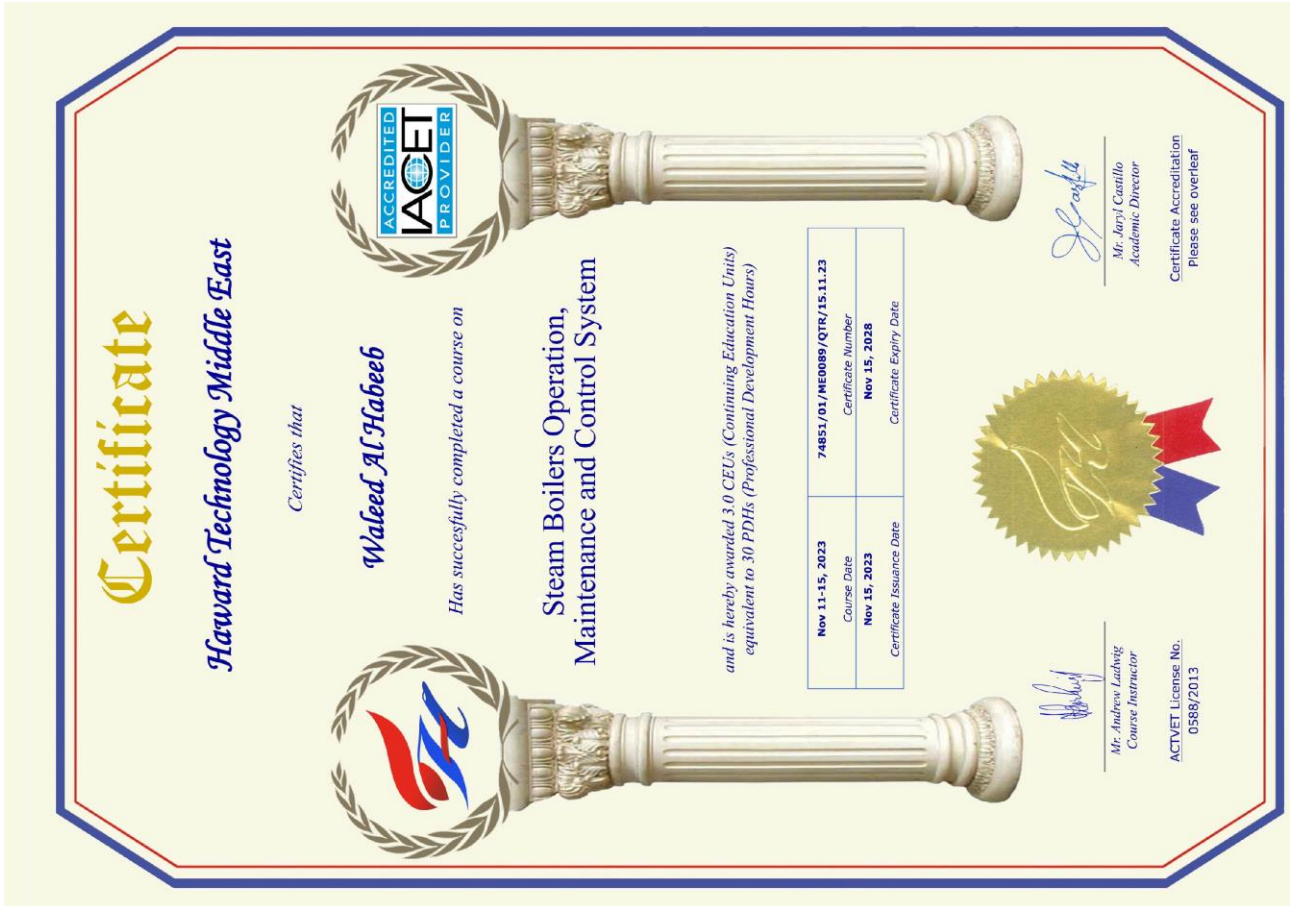 Certificate
Haward Technology Middle East
Certifies that
Waleed Al Habeeb
ACCREDITED
IACET
PROVIDER
Has succesfully completed a course on
Steam Boilers Operation,
Maintenance and Control System
and is hereby awarded 3.0 CEUs (Continuing Education Units)
equivalent to 30 PDHs (Professional Development Hours)
Nov 11-15, 2023 74851/01/ME0089/QTR/15.11.23
Course Date Certificate Number
Nov 15, 2023 Nov 15, 2028
Certificate Issuance Date Certificate Expiry Date
Mr. Andrew Ladwig
Course Instructor
ACTVET License No.
0588/2013
Mr. Jaryl Castillo
Academic Director
Certificate Accreditation
Please see overleaf